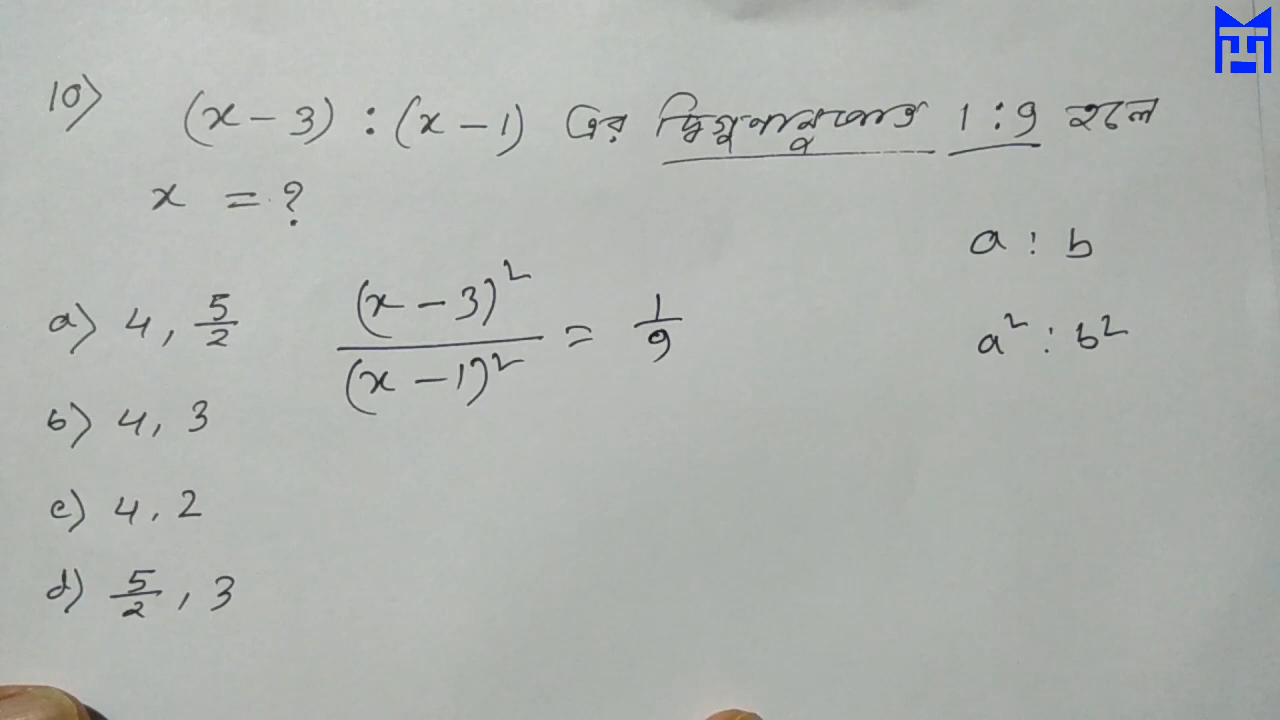 10) (x - 3) : (x - 1) এর দ্বিগুণানুপাত 1 : 9 হলে
x = ?
a : b
a) 4, 5/2
(x - 3)² / (x - 1)² = 1/9
a² : b²
b) 4, 3
c) 4, 2
d) 5/2, 3